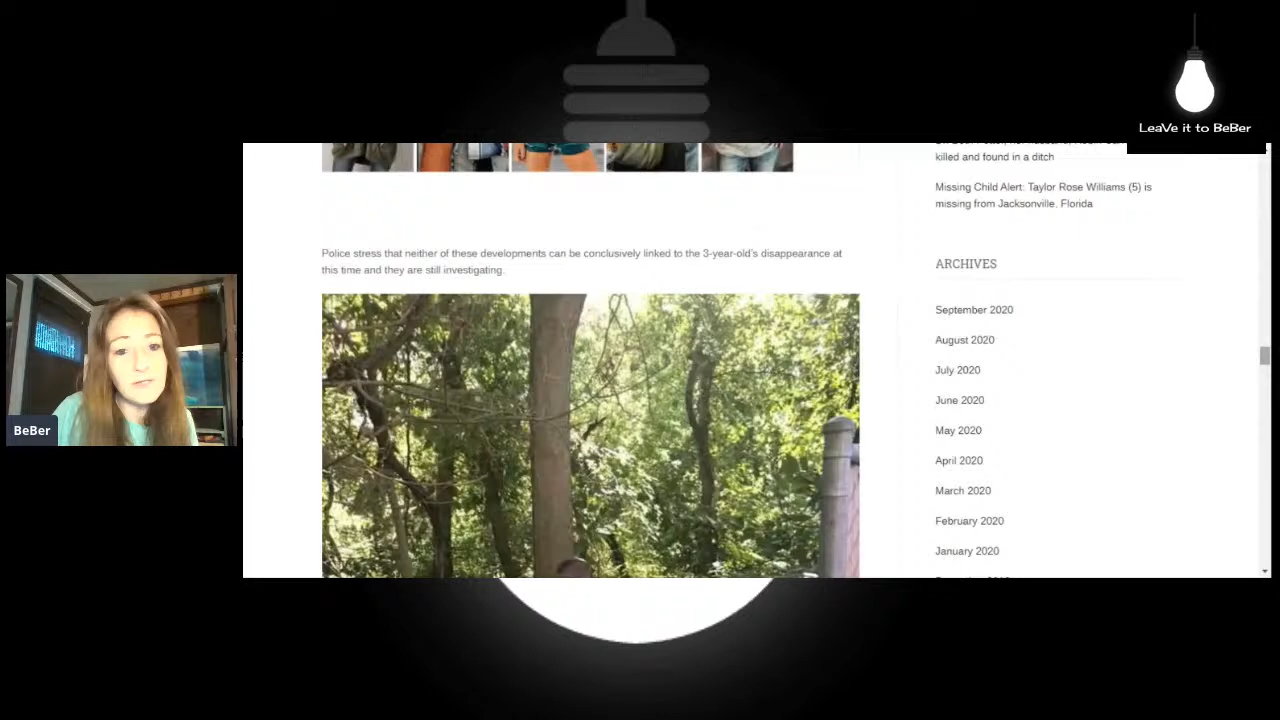 LeaVe it to BeBer
killed and found in a ditch
Missing Child Alert: Taylor Rose Williams (5) is
missing from Jacksonville, Florida
Police stress that neither of these developments can be conclusively linked to the 3-year-old's disappearance at
this time and they are still investigating.
ARCHIVES
September 2020
August 2020
July 2020
June 2020
May 2020
April 2020
March 2020
February 2020
January 2020
BeBer